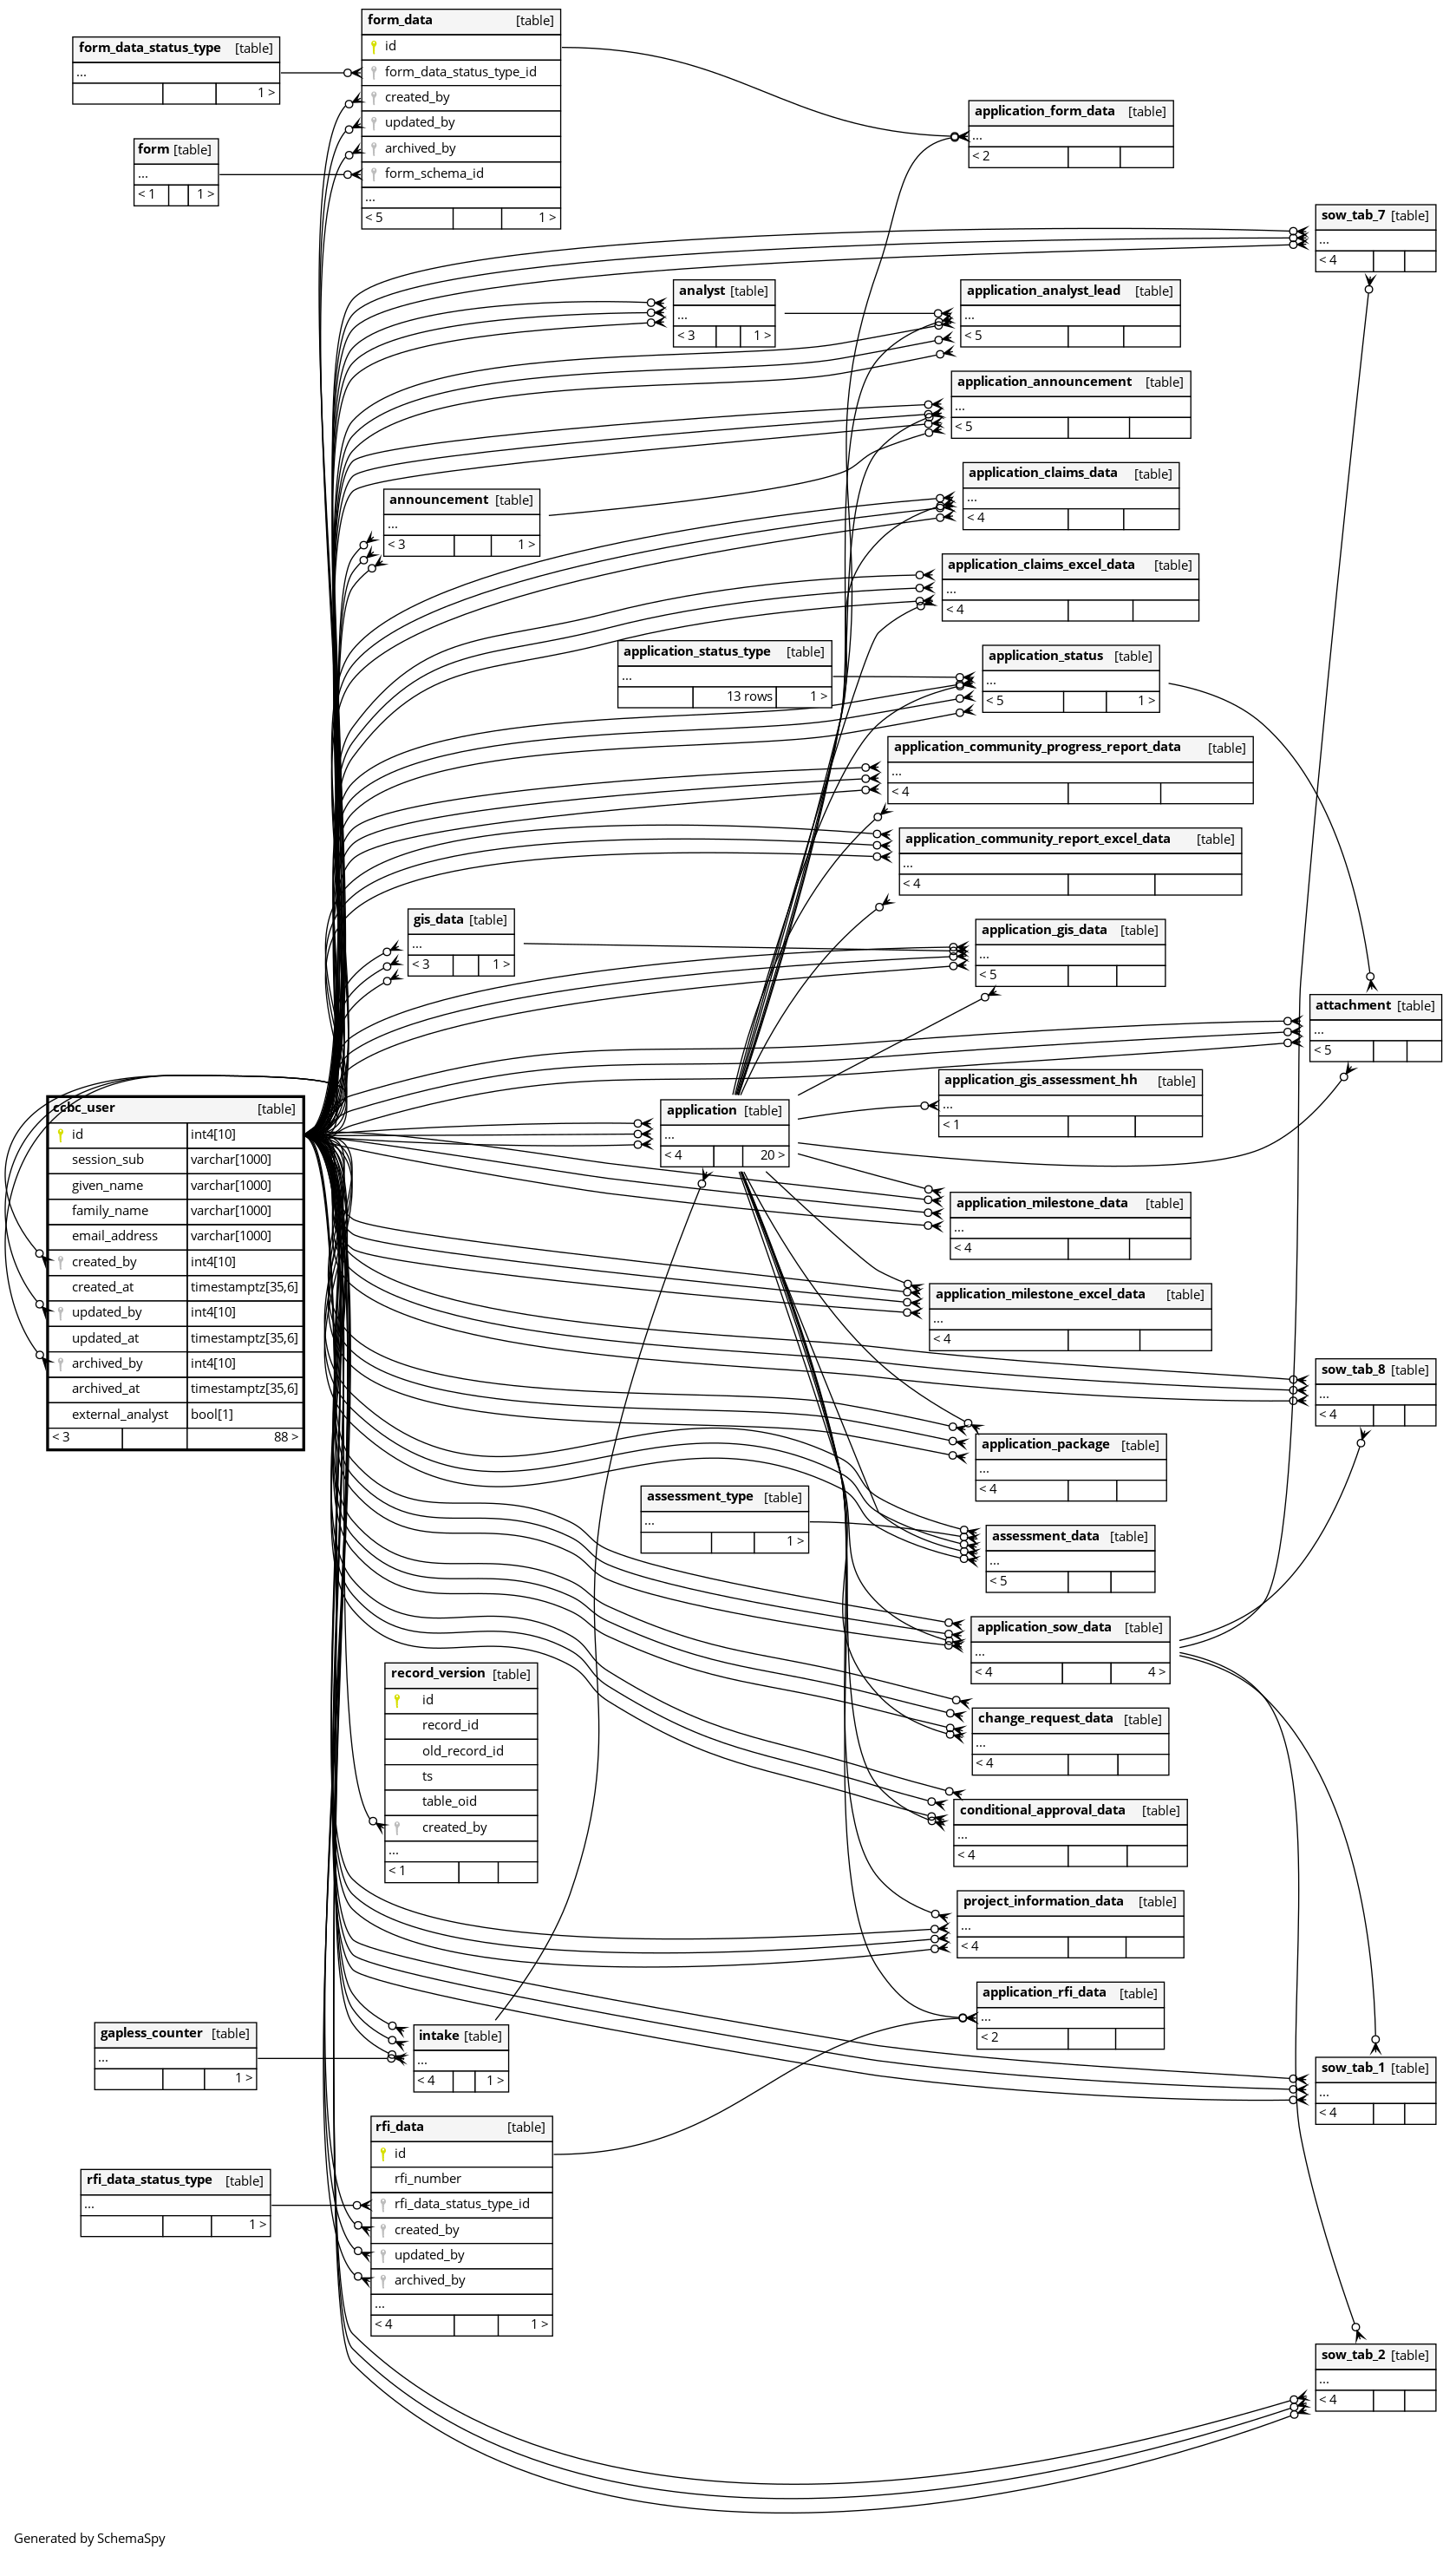 form_data [table]
id
form_data_status_type_id
created_by
updated_by
archived_by
form_schema_id
...
< 5 1 >
form_data_status_type [table]
...
1 >
form [table]
...
< 1 1 >
application_form_data [table]
...
< 2
sow_tab_7 [table]
...
< 4
analyst [table]
...
< 3 1 >
application_analyst_lead [table]
...
< 5
application_announcement [table]
...
< 5
application_claims_data [table]
...
< 4
announcement [table]
...
< 3 1 >
application_claims_excel_data [table]
...
< 4
application_status_type [table]
...
13 rows 1 >
application_status [table]
...
< 5 1 >
application_community_progress_report_data [table]
...
< 4
application_community_report_excel_data [table]
...
< 4
gis_data [table]
...
< 3 1 >
application_gis_data [table]
...
< 5
attachment [table]
...
< 5
application_gis_assessment_hh [table]
...
< 1
ccbc_user [table]
id int4[10]
session_sub varchar[1000]
given_name varchar[1000]
family_name varchar[1000]
email_address varchar[1000]
created_by int4[10]
created_at timestamptz[35,6]
updated_by int4[10]
updated_at timestamptz[35,6]
archived_by int4[10]
archived_at timestamptz[35,6]
external_analyst bool[1]
< 3 88 >
application [table]
...
< 4 20 >
application_milestone_data [table]
...
< 4
application_milestone_excel_data [table]
...
< 4
sow_tab_8 [table]
...
< 4
application_package [table]
...
< 4
assessment_type [table]
...
1 >
assessment_data [table]
...
< 5
application_sow_data [table]
...
< 4 4 >
record_version [table]
id
record_id
old_record_id
ts
table_oid
created_by
...
< 1
change_request_data [table]
...
< 4
conditional_approval_data [table]
...
< 4
project_information_data [table]
...
< 4
application_rfi_data [table]
...
< 2
gapless_counter [table]
...
1 >
intake [table]
...
< 4 1 >
sow_tab_1 [table]
...
< 4
rfi_data [table]
id
rfi_number
rfi_data_status_type_id
created_by
updated_by
archived_by
...
< 4 1 >
rfi_data_status_type [table]
...
1 >
sow_tab_2 [table]
...
< 4
Generated by SchemaSpy